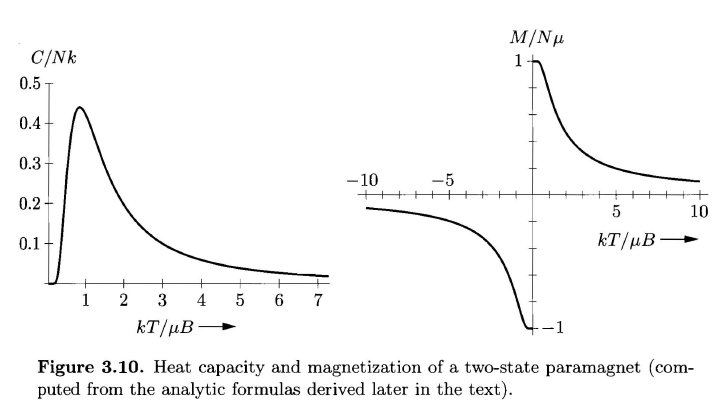 C/Nk
0.5
0.4
0.3
0.2
0.1
1 2 3 4 5 6 7
kT/μB
M/Nμ
1
−10 −5
5 10
kT/μB
−1
Figure 3.10. Heat capacity and magnetization of a two-state paramagnet (com-
puted from the analytic formulas derived later in the text).